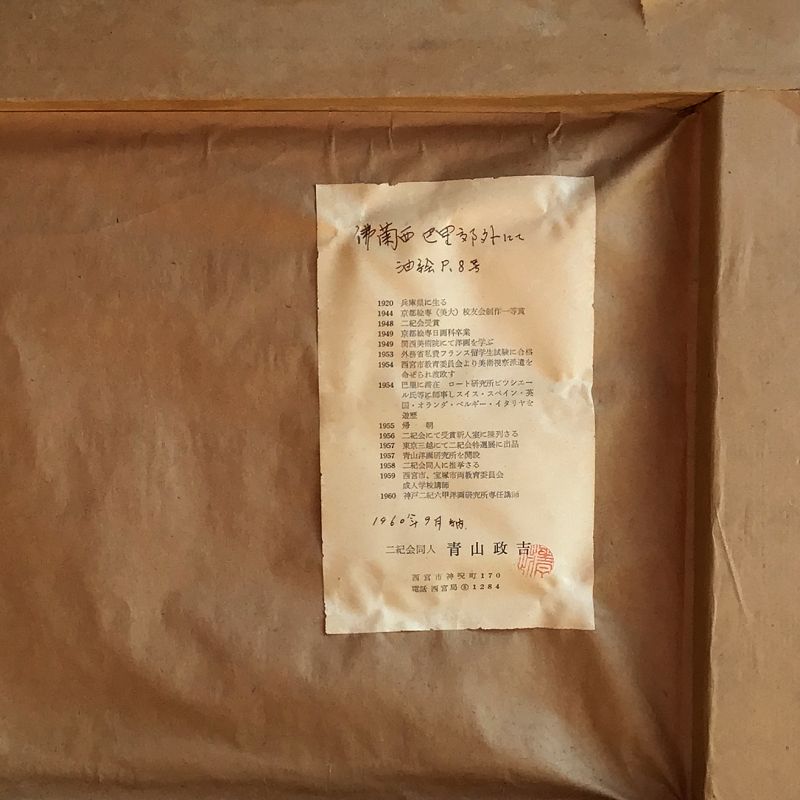 佛蘭西 巴里郊外にて
油絵 P.8号
1920 兵庫県に生る
1944 京都絵専(美大)校友会制作一等賞
1948 二紀会受賞
1949 京都絵専日画科卒業
1949 関西美術院にて洋画を学ぶ
1953 外務省私費フランス留学生試験に合格
1954 西宮市教育委員会より美術視察派遣を
命ぜられ渡欧す
1954 巴里に滞在 ロート研究所ビツシエー
ル氏等に師事しスイス・スペイン・英
国・オランダ・ベルギー・イタリヤを
遊歴
1955 帰 朝
1956 二紀会にて受賞新人室に陳列さる
1957 東京三越にて二紀会特選展に出品
1957 青山洋画研究所を開設
1958 二紀会同人に推挙さる
1959 西宮市、宝塚市両教育委員会
成人学校講師
1960 神戸二紀六甲洋画研究所専任講師
1960年9月 納
二紀会同人 青山政吉
西宮市神呪町170
電話 西宮局 ③1284